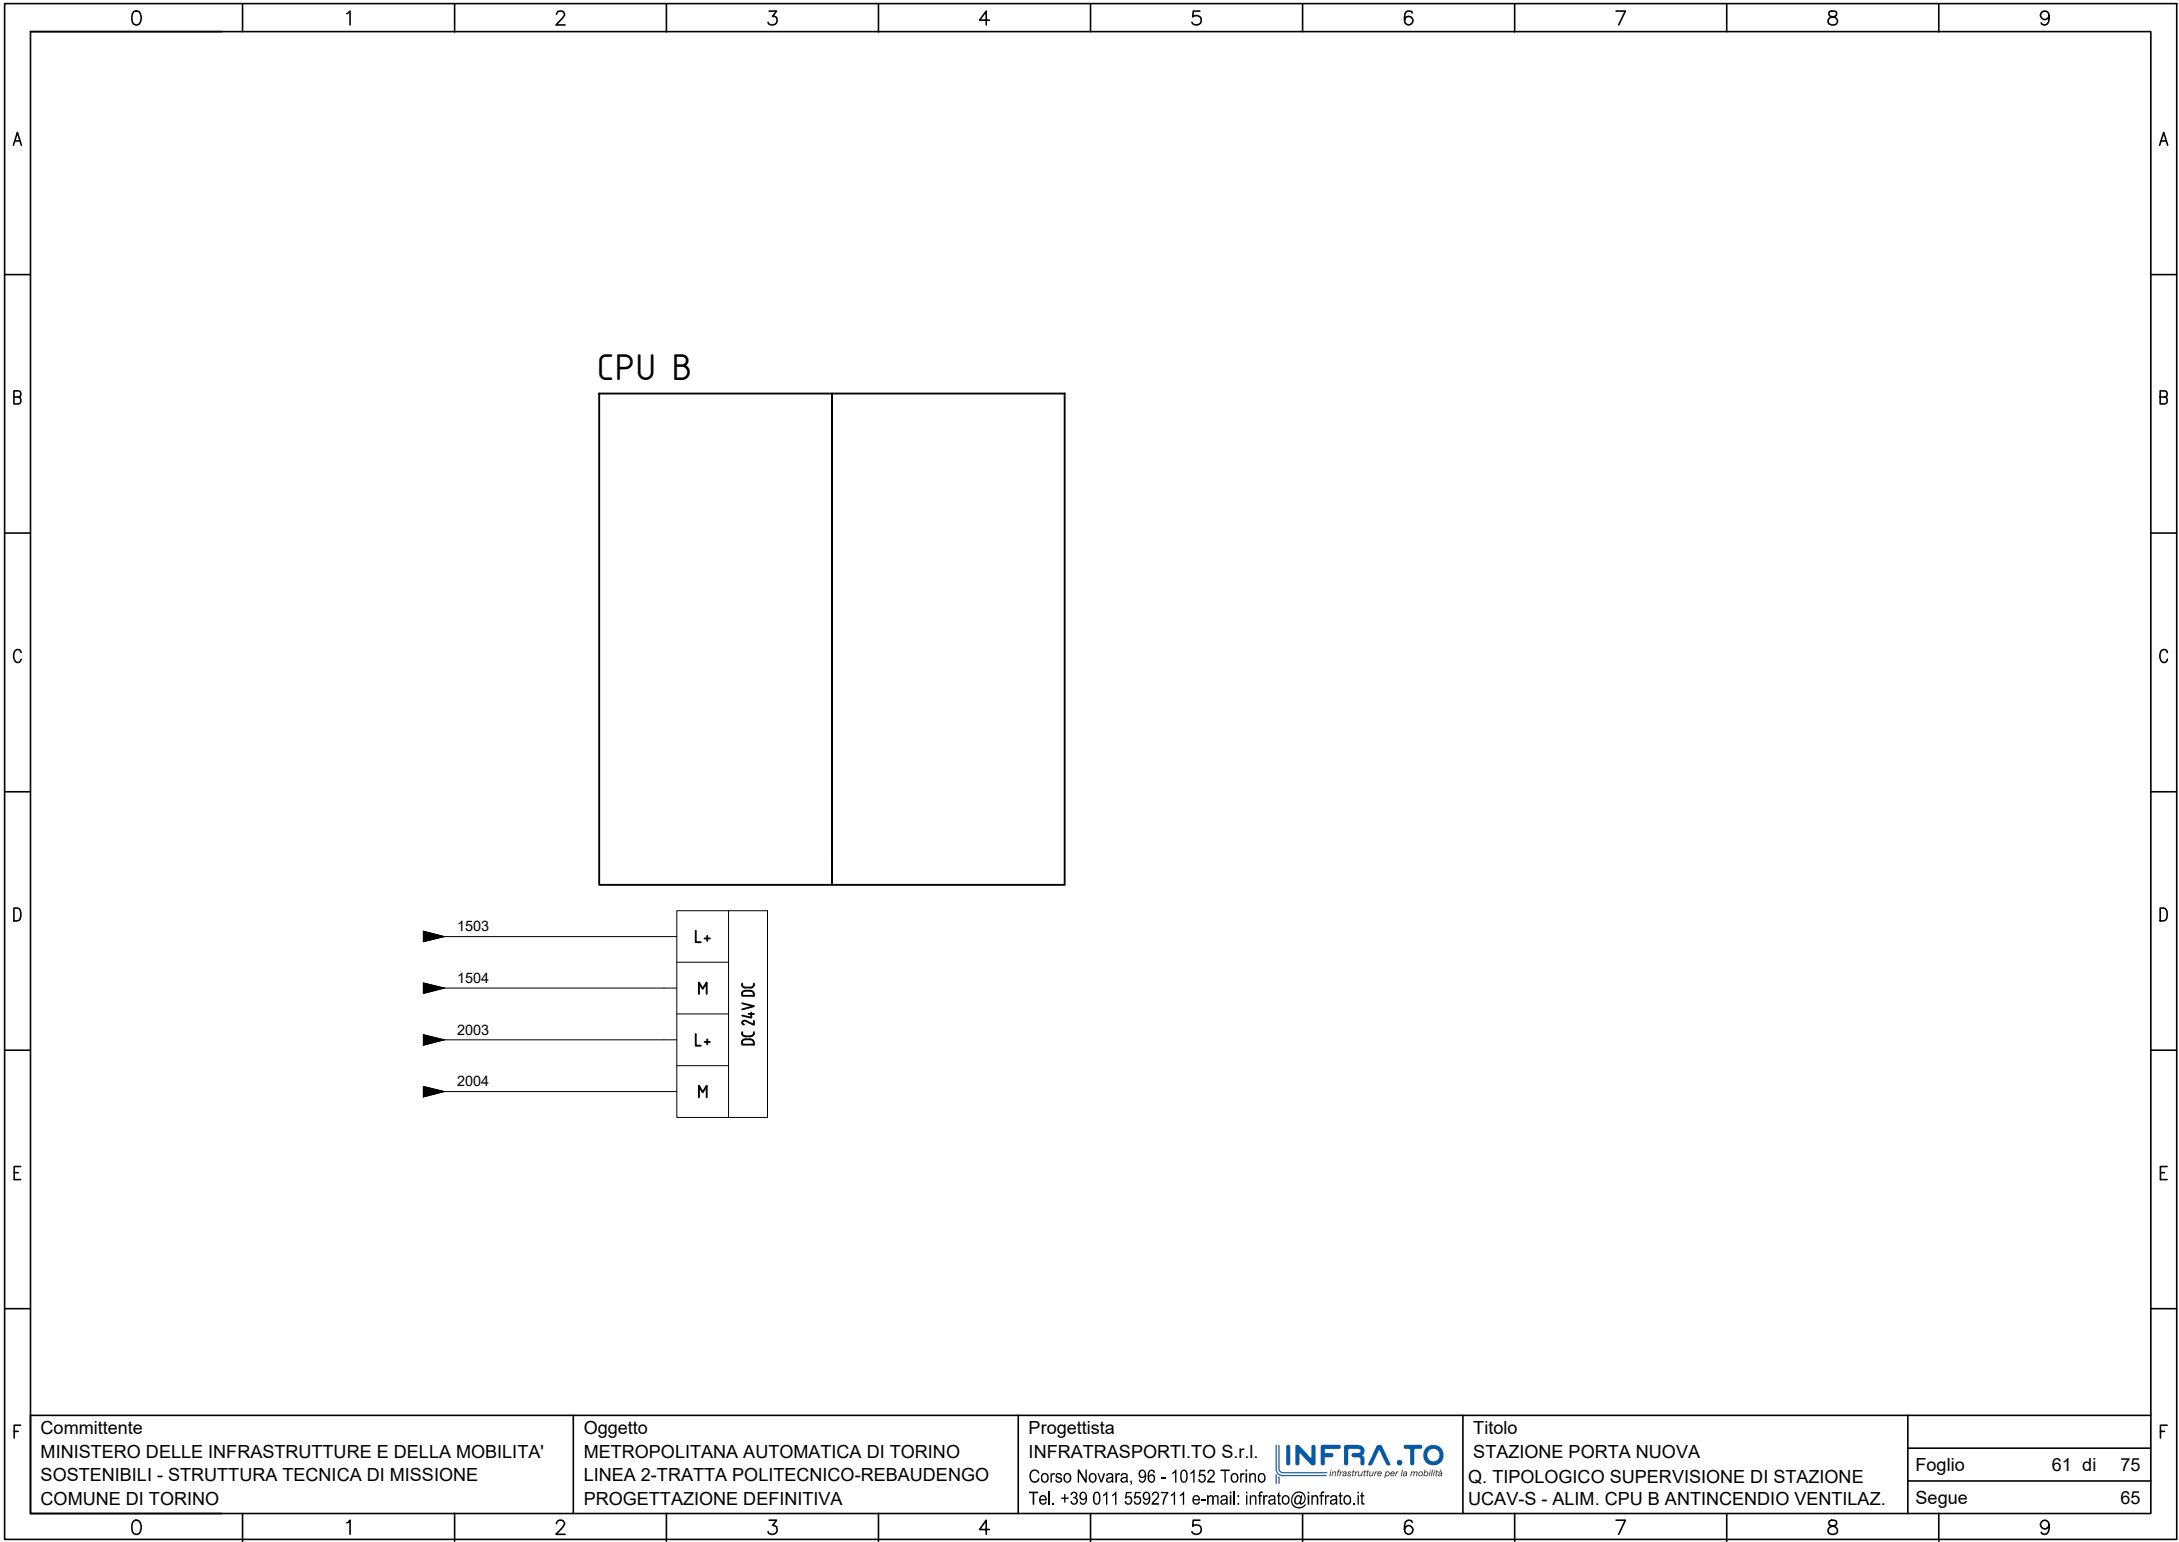 0 1 2 3 4 5 6 7 8 9
A A
CPU B
B B
C C
D D
1503 L+
1504 M
DC 24V DC
2003 L+
2004 M
E E
F F
Committente
MINISTERO DELLE INFRASTRUTTURE E DELLA MOBILITA'
SOSTENIBILI - STRUTTURA TECNICA DI MISSIONE
COMUNE DI TORINO
Oggetto
METROPOLITANA AUTOMATICA DI TORINO
LINEA 2-TRATTA POLITECNICO-REBAUDENGO
PROGETTAZIONE DEFINITIVA
Progettista
INFRATRASPORTI.TO S.r.l.
Corso Novara, 96 - 10152 Torino
Tel. +39 011 5592711 e-mail: infrato@infrato.it
INFRA.TO
infrastrutture per la mobilità
Titolo
STAZIONE PORTA NUOVA
Q. TIPOLOGICO SUPERVISIONE DI STAZIONE
UCAV-S - ALIM. CPU B ANTINCENDIO VENTILAZ.
Foglio 61 di 75
Segue 65
0 1 2 3 4 5 6 7 8 9